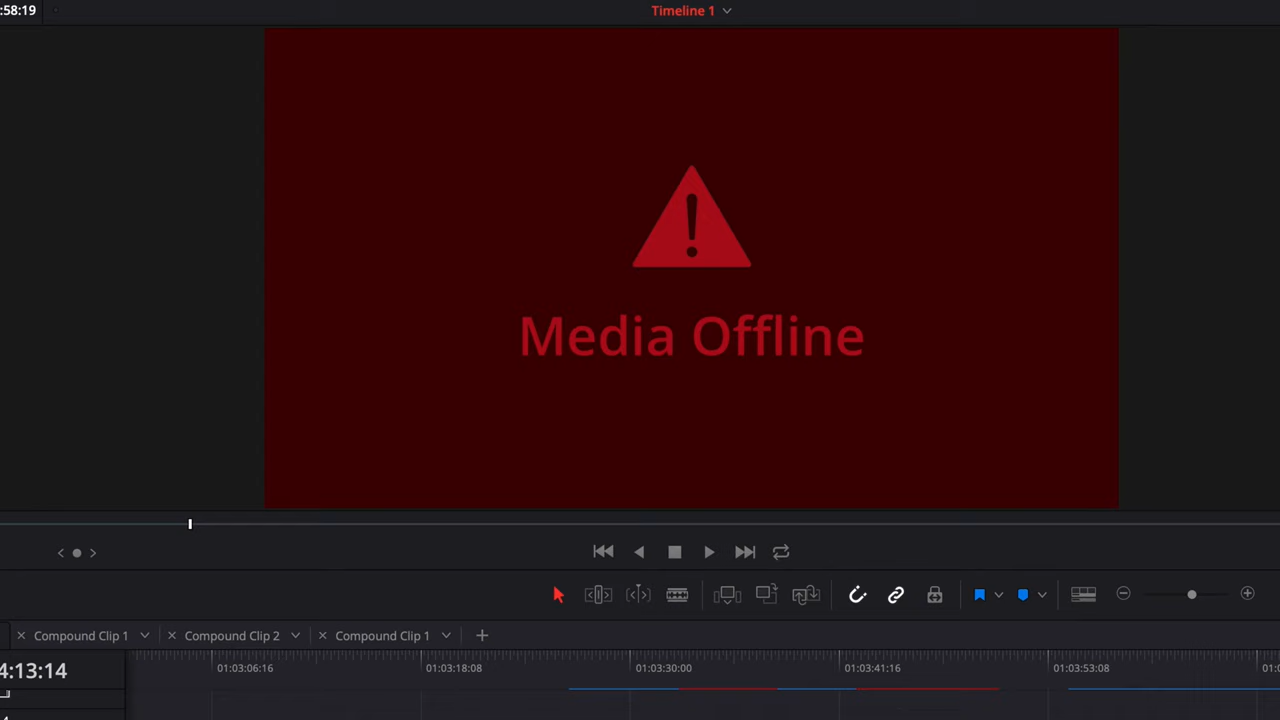 :58:19
Timeline 1
Media Offline
Compound Clip 1
Compound Clip 2
Compound Clip 1
4:13:14
01:03:06:16
01:03:18:08
01:03:30:00
01:03:41:16
01:03:53:08